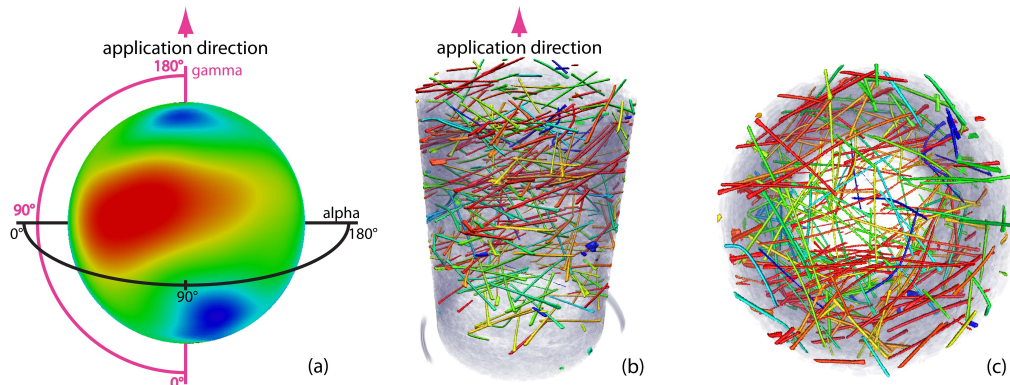 application direction
180°
gamma
90°
0°
alpha
180°
90°
0°
(a)
application direction
(b)
(c)